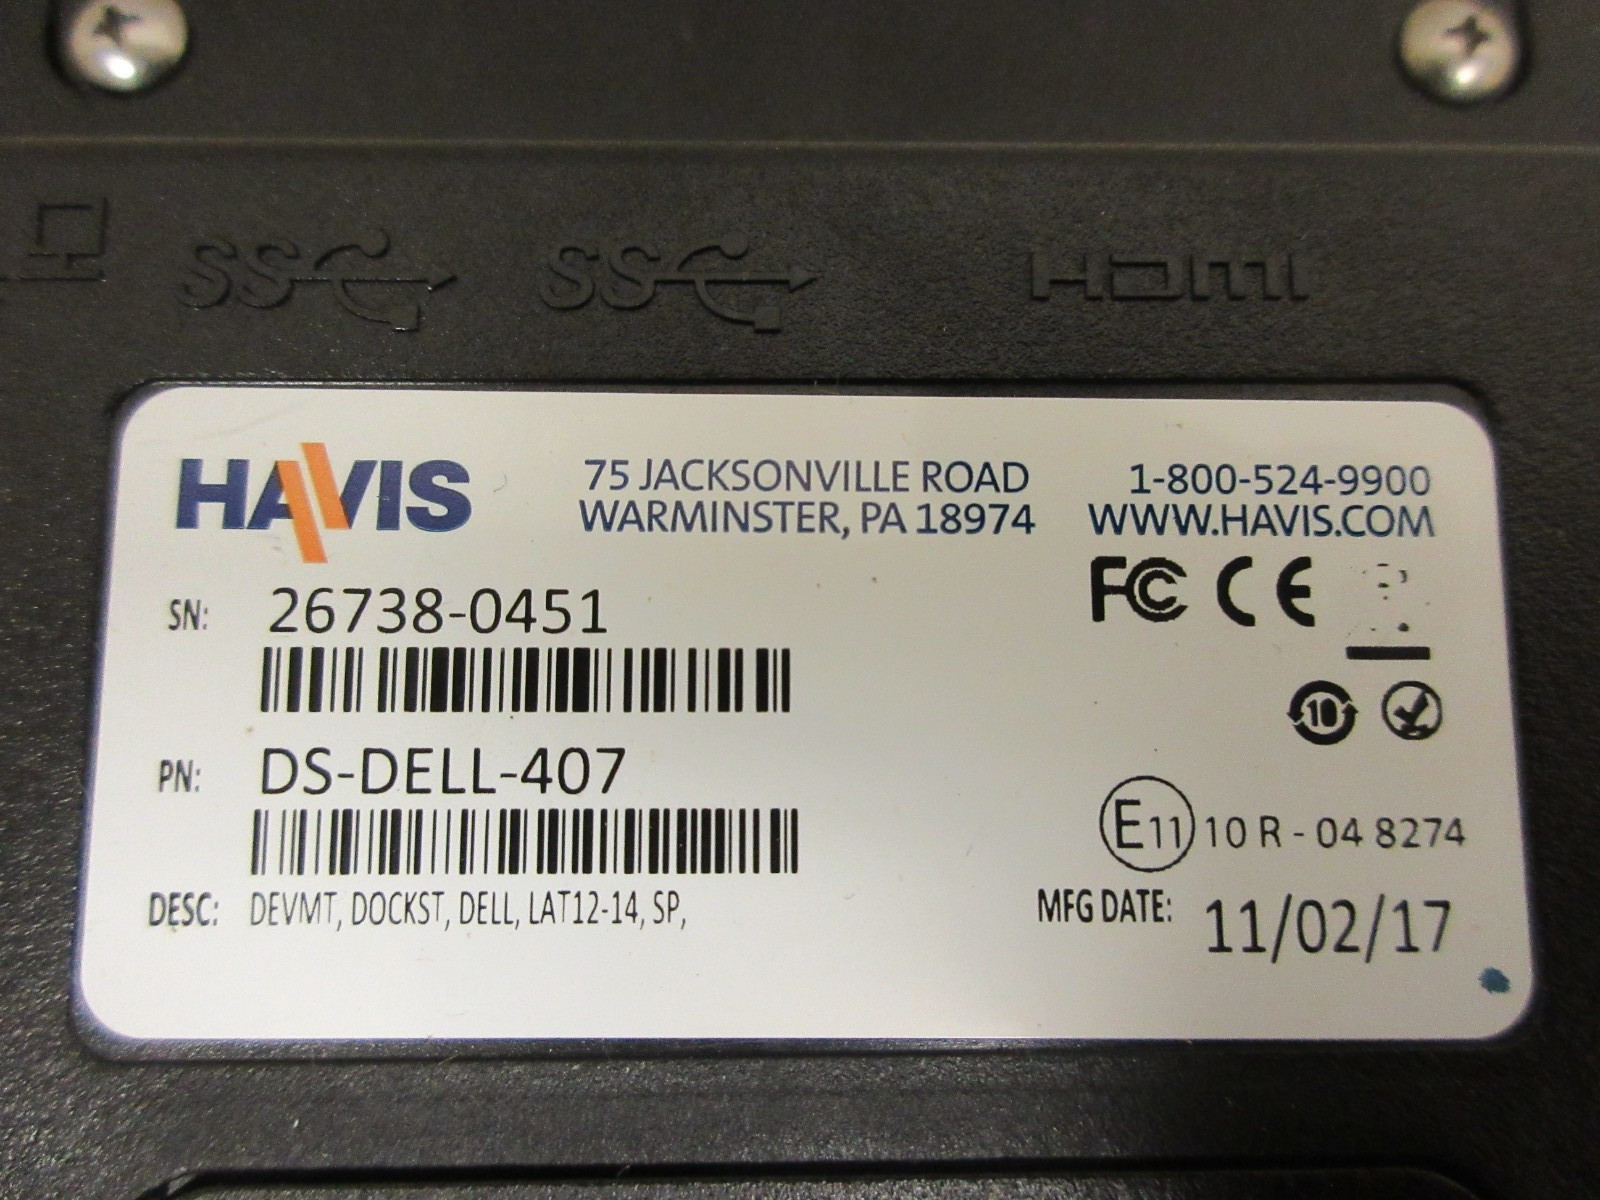 SS SS HDMI
HAVIS
75 JACKSONVILLE ROAD
WARMINSTER, PA 18974
1-800-524-9900
WWW.HAVIS.COM
FC CE
SN: 26738-0451
10
PN: DS-DELL-407
E11 10 R - 04 8274
DESC: DEVMT, DOCKST, DELL, LAT12-14, SP,
MFG DATE: 11/02/17